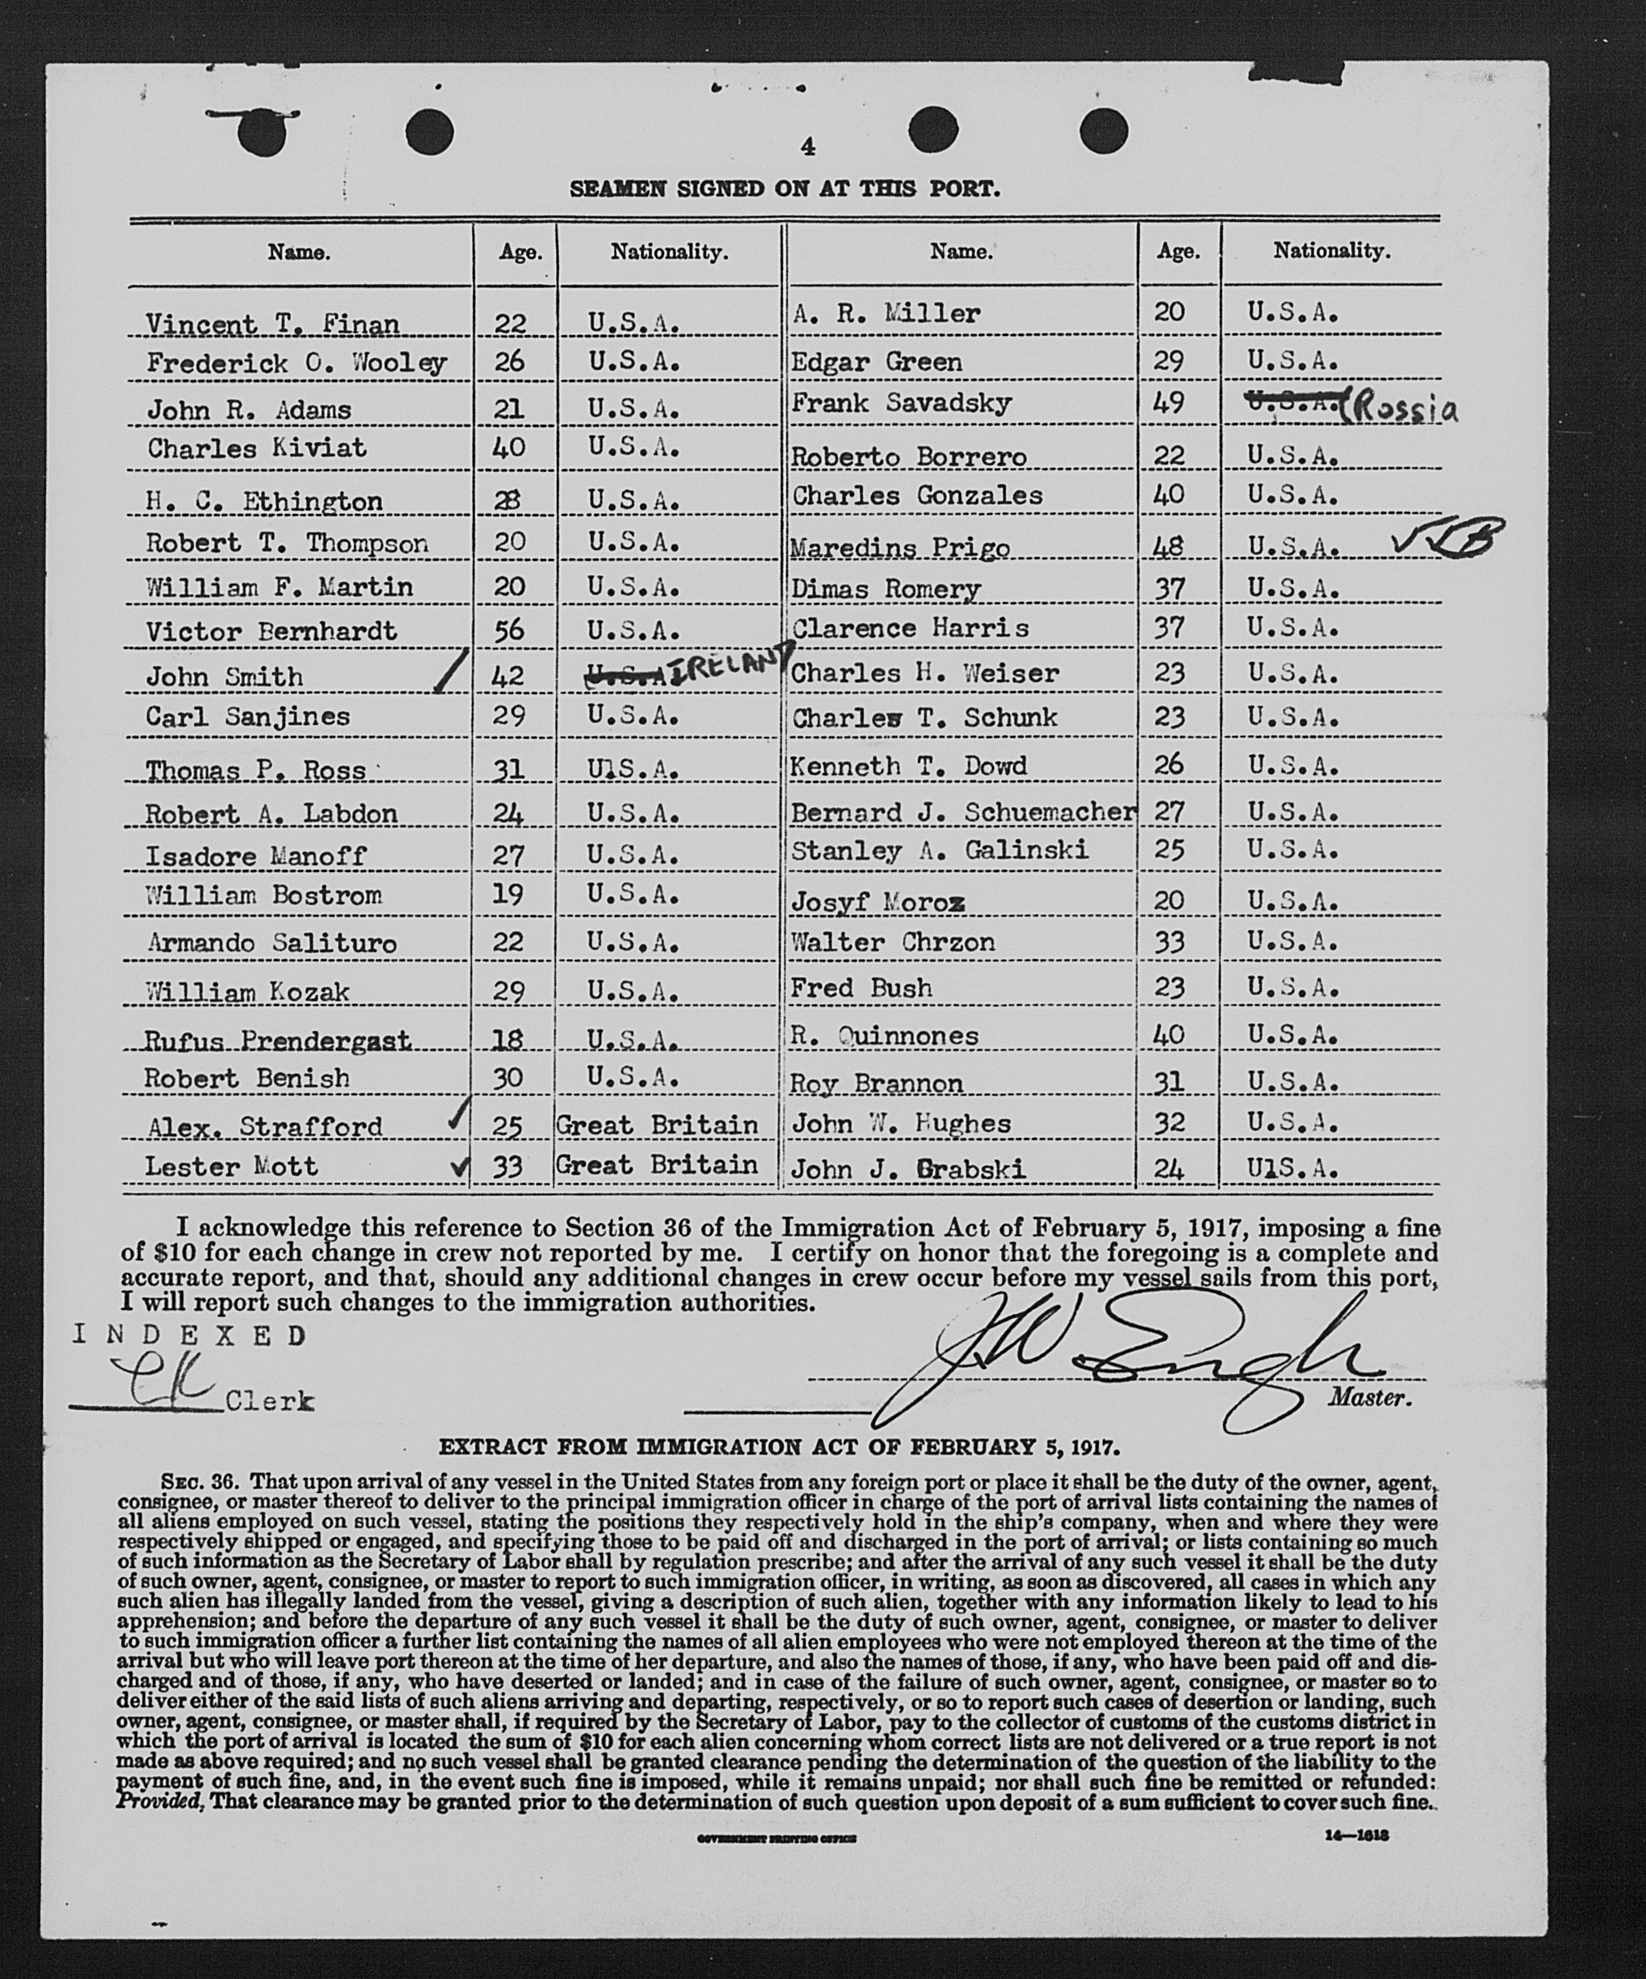 4
SEAMEN SIGNED ON AT THIS PORT.
Name. Age. Nationality. Name. Age. Nationality.
Vincent T. Finan 22 U.S.A. A. R. Miller 20 U.S.A.
Frederick O. Wooley 26 U.S.A. Edgar Green 29 U.S.A.
John R. Adams 21 U.S.A. Frank Savadsky 49 U.S.A. (Rossia
Charles Kiviat 40 U.S.A. Roberto Borrero 22 U.S.A.
H. C. Ethington 28 U.S.A. Charles Gonzales 40 U.S.A.
Robert T. Thompson 20 U.S.A. Maredins Prigo 48 U.S.A.
William F. Martin 20 U.S.A. Dimas Romery 37 U.S.A.
Victor Bernhardt 56 U.S.A. Clarence Harris 37 U.S.A.
John Smith 42 U.S.A IRELAND Charles H. Weiser 23 U.S.A.
Carl Sanjines 29 U.S.A. Charles T. Schunk 23 U.S.A.
Thomas P. Ross 31 UlS.A. Kenneth T. Dowd 26 U.S.A.
Robert A. Labdon 24 U.S.A. Bernard J. Schuemacher 27 U.S.A.
Isadore Manoff 27 U.S.A. Stanley A. Galinski 25 U.S.A.
William Bostrom 19 U.S.A. Josyf Moroz 20 U.S.A.
Armando Salituro 22 U.S.A. Walter Chrzon 33 U.S.A.
William Kozak 29 U.S.A. Fred Bush 23 U.S.A.
Rufus Prendergast 18 U.S.A. R. Quinnones 40 U.S.A.
Robert Benish 30 U.S.A. Roy Brannon 31 U.S.A.
Alex. Strafford ✓ 25 Great Britain John W. Hughes 32 U.S.A.
Lester Mott ✓ 33 Great Britain John J. Grabski 24 UlS.A.
I acknowledge this reference to Section 36 of the Immigration Act of February 5, 1917, imposing a fine
of $10 for each change in crew not reported by me. I certify on honor that the foregoing is a complete and
accurate report, and that, should any additional changes in crew occur before my vessel sails from this port,
I will report such changes to the immigration authorities.
INDEXED
Clerk
Master.
EXTRACT FROM IMMIGRATION ACT OF FEBRUARY 5, 1917.
SEC. 36. That upon arrival of any vessel in the United States from any foreign port or place it shall be the duty of the owner, agent,
consignee, or master thereof to deliver to the principal immigration officer in charge of the port of arrival lists containing the names of
all aliens employed on such vessel, stating the positions they respectively hold in the ship's company, when and where they were
respectively shipped or engaged, and specifying those to be paid off and discharged in the port of arrival; or lists containing so much
of such information as the Secretary of Labor shall by regulation prescribe; and after the arrival of any such vessel it shall be the duty
of such owner, agent, consignee, or master to report to such immigration officer, in writing, as soon as discovered, all cases in which any
such alien has illegally landed from the vessel, giving a description of such alien, together with any information likely to lead to his
apprehension; and before the departure of any such vessel it shall be the duty of such owner, agent, consignee, or master to deliver
to such immigration officer a further list containing the names of all alien employees who were not employed thereon at the time of the
arrival but who will leave port thereon at the time of her departure, and also the names of those, if any, who have been paid off and dis-
charged and of those, if any, who have deserted or landed; and in case of the failure of such owner, agent, consignee, or master so to
deliver either of the said lists of such aliens arriving and departing, respectively, or so to report such cases of desertion or landing, such
owner, agent, consignee, or master shall, if required by the Secretary of Labor, pay to the collector of customs of the customs district in
which the port of arrival is located the sum of $10 for each alien concerning whom correct lists are not delivered or a true report is not
made as above required; and no such vessel shall be granted clearance pending the determination of the question of the liability to the
payment of such fine, and, in the event such fine is imposed, while it remains unpaid; nor shall such fine be remitted or refunded:
Provided, That clearance may be granted prior to the determination of such question upon deposit of a sum sufficient to cover such fine.
GOVERNMENT PRINTING OFFICE 14—1618